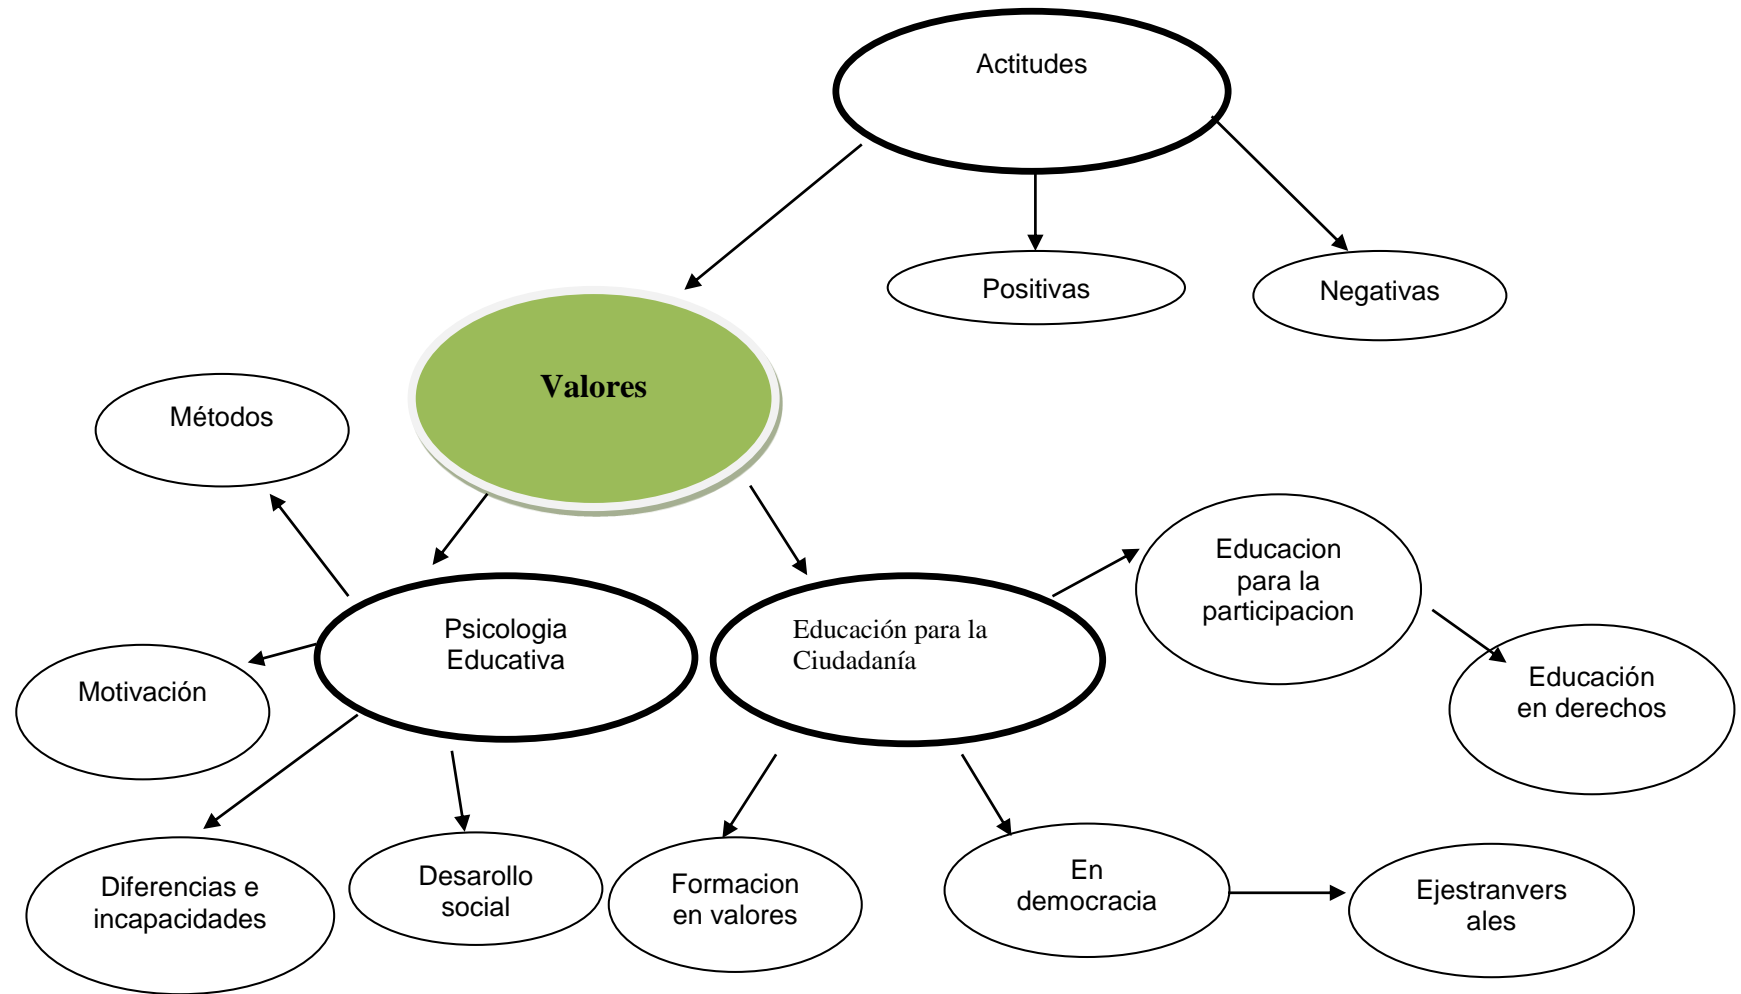 Actitudes
Positivas
Negativas
Valores
Métodos
Educacion
para la
participacion
Psicologia
Educativa
Educación para la
Ciudadanía
Motivación
Educación
en derechos
Diferencias e
incapacidades
Desarollo
social
Formacion
en valores
En
democracia
Ejestranvers
ales